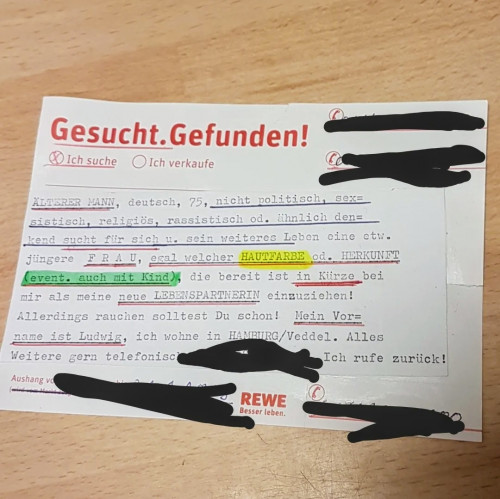 Gesucht.Gefunden!
Ich suche Ich verkaufe
ÄLTERER MANN, deutsch, 75, nicht politisch, sex=
sistisch, religiös, rassistisch od. ähnlich den=
kend sucht für sich u. sein weiteres Leben eine etw.
jüngere F R A U, egal welcher HAUTFARBE od. HERKUNFT
(event. auch mit Kind), die bereit ist in Kürze bei
mir als meine neue LEBENSPARTNERIN einzuziehen!
Allerdings rauchen solltest Du schon! Mein Vor=
name ist Ludwig, ich wohne in HAMBURG/Veddel. Alles
Weitere gern telefonisch Ich rufe zurück!
Aushang vo
REWE
Besser leben.